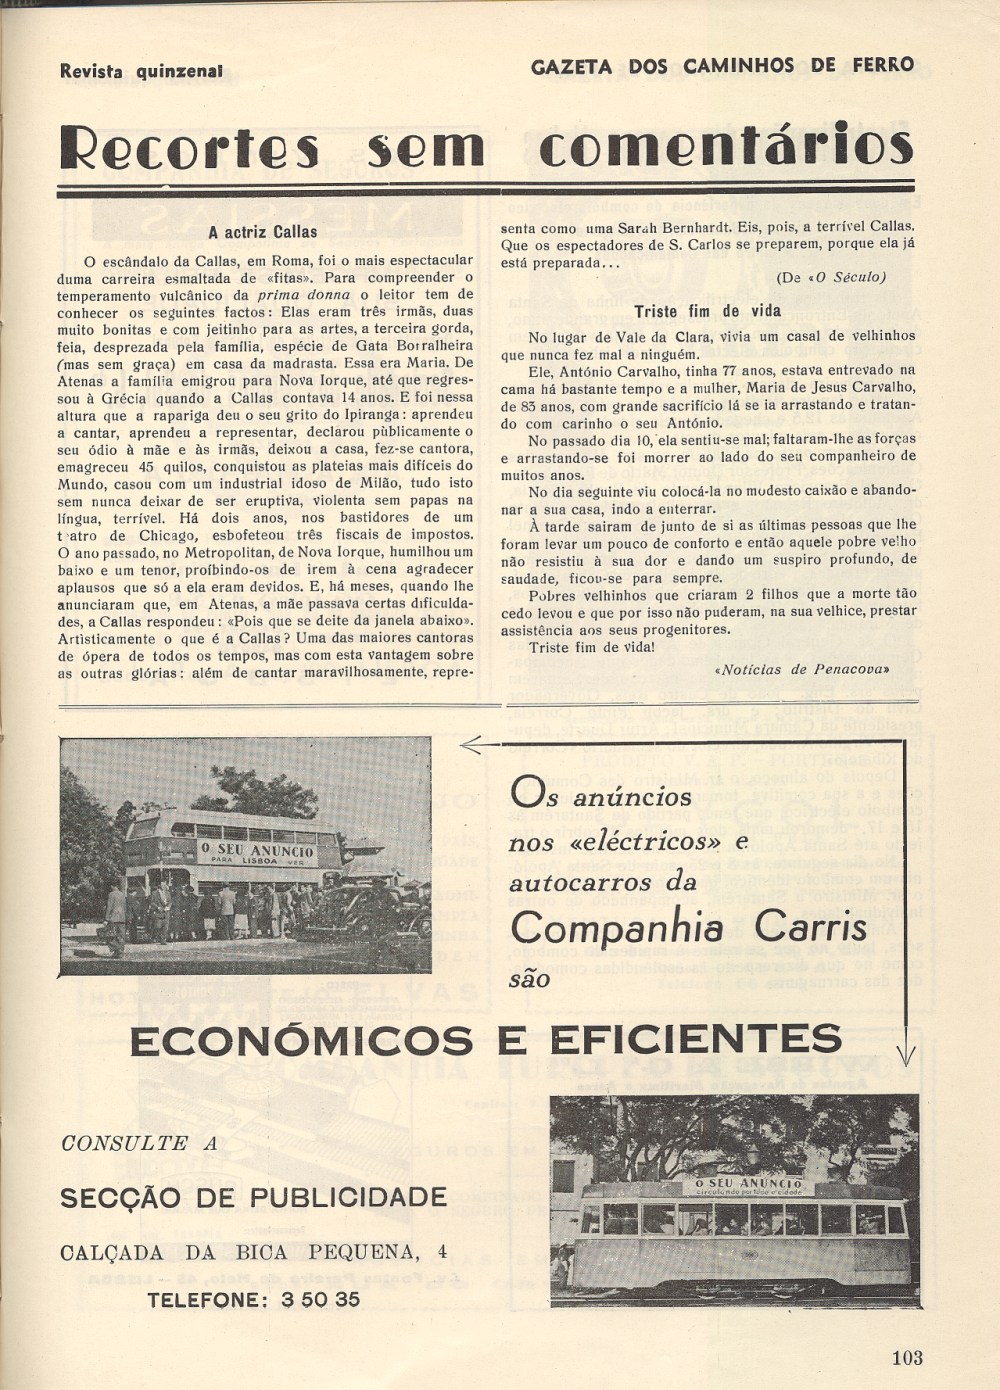 Revista quinzenal
GAZETA DOS CAMINHOS DE FERRO
Recortes sem comentários
A actriz Callas
O escândalo da Callas, em Roma, foi o mais espectacular
duma carreira esmaltada de «fitas». Para compreender o
temperamento vulcânico da prima donna o leitor tem de
conhecer os seguintes factos: Elas eram três irmãs, duas
muito bonitas e com jeitinho para as artes, a terceira gorda,
feia, desprezada pela família, espécie de Gata Borralheira
(mas sem graça) em casa da madrasta. Essa era Maria. De
Atenas a família emigrou para Nova Iorque, até que regres-
sou à Grécia quando a Callas contava 14 anos. E foi nessa
altura que a rapariga deu o seu grito do Ipiranga: aprendeu
a cantar, aprendeu a representar, declarou pùblicamente o
seu ódio à mãe e às irmãs, deixou a casa, fez-se cantora,
emagreceu 45 quilos, conquistou as plateias mais difíceis do
Mundo, casou com um industrial idoso de Milão, tudo isto
sem nunca deixar de ser eruptiva, violenta sem papas na
língua, terrível. Há dois anos, nos bastidores de um
teatro de Chicago, esbofeteou três fiscais de impostos.
O ano passado, no Metropolitan, de Nova Iorque, humilhou um
baixo e um tenor, proíbindo-os de irem à cena agradecer
aplausos que só a ela eram devidos. E, há meses, quando lhe
anunciaram que, em Atenas, a mãe passava certas dificulda-
des, a Callas respondeu: «Pois que se deite da janela abaixo».
Artìsticamente o que é a Callas? Uma das maiores cantoras
de ópera de todos os tempos, mas com esta vantagem sobre
as outras glórias: além de cantar maravilhosamente, repre-
senta como uma Sarah Bernhardt. Eis, pois, a terrível Callas.
Que os espectadores de S. Carlos se preparem, porque ela já
está preparada...
(De «O Século)
Triste fim de vida
No lugar de Vale da Clara, vivia um casal de velhinhos
que nunca fez mal a ninguém.
Ele, António Carvalho, tinha 77 anos, estava entrevado na
cama há bastante tempo e a mulher, Maria de Jesus Carvalho,
de 83 anos, com grande sacrifício lá se ia arrastando e tratan-
do com carinho o seu António.
No passado dia 10, ela sentiu-se mal; faltaram-lhe as forças
e arrastando-se foi morrer ao lado do seu companheiro de
muitos anos.
No dia seguinte viu colocá-la no modesto caixão e abando-
nar a sua casa, indo a enterrar.
À tarde sairam de junto de si as últimas pessoas que lhe
foram levar um pouco de conforto e então aquele pobre velho
não resistiu à sua dor e dando um suspiro profundo, de
saudade, ficou-se para sempre.
Pobres velhinhos que criaram 2 filhos que a morte tão
cedo levou e que por isso não puderam, na sua velhice, prestar
assistência aos seus progenitores.
Triste fim de vida!
«Notícias de Penacova»
O SEU ANUNCIO
PARA LISBOA VER
Os anúncios
nos «eléctricos» e
autocarros da
Companhia Carris
são
ECONÓMICOS E EFICIENTES
CONSULTE A
SECÇÃO DE PUBLICIDADE
CALÇADA DA BICA PEQUENA, 4
TELEFONE: 3 50 35
O SEU ANUNCIO
circulando por toda a cidade
103